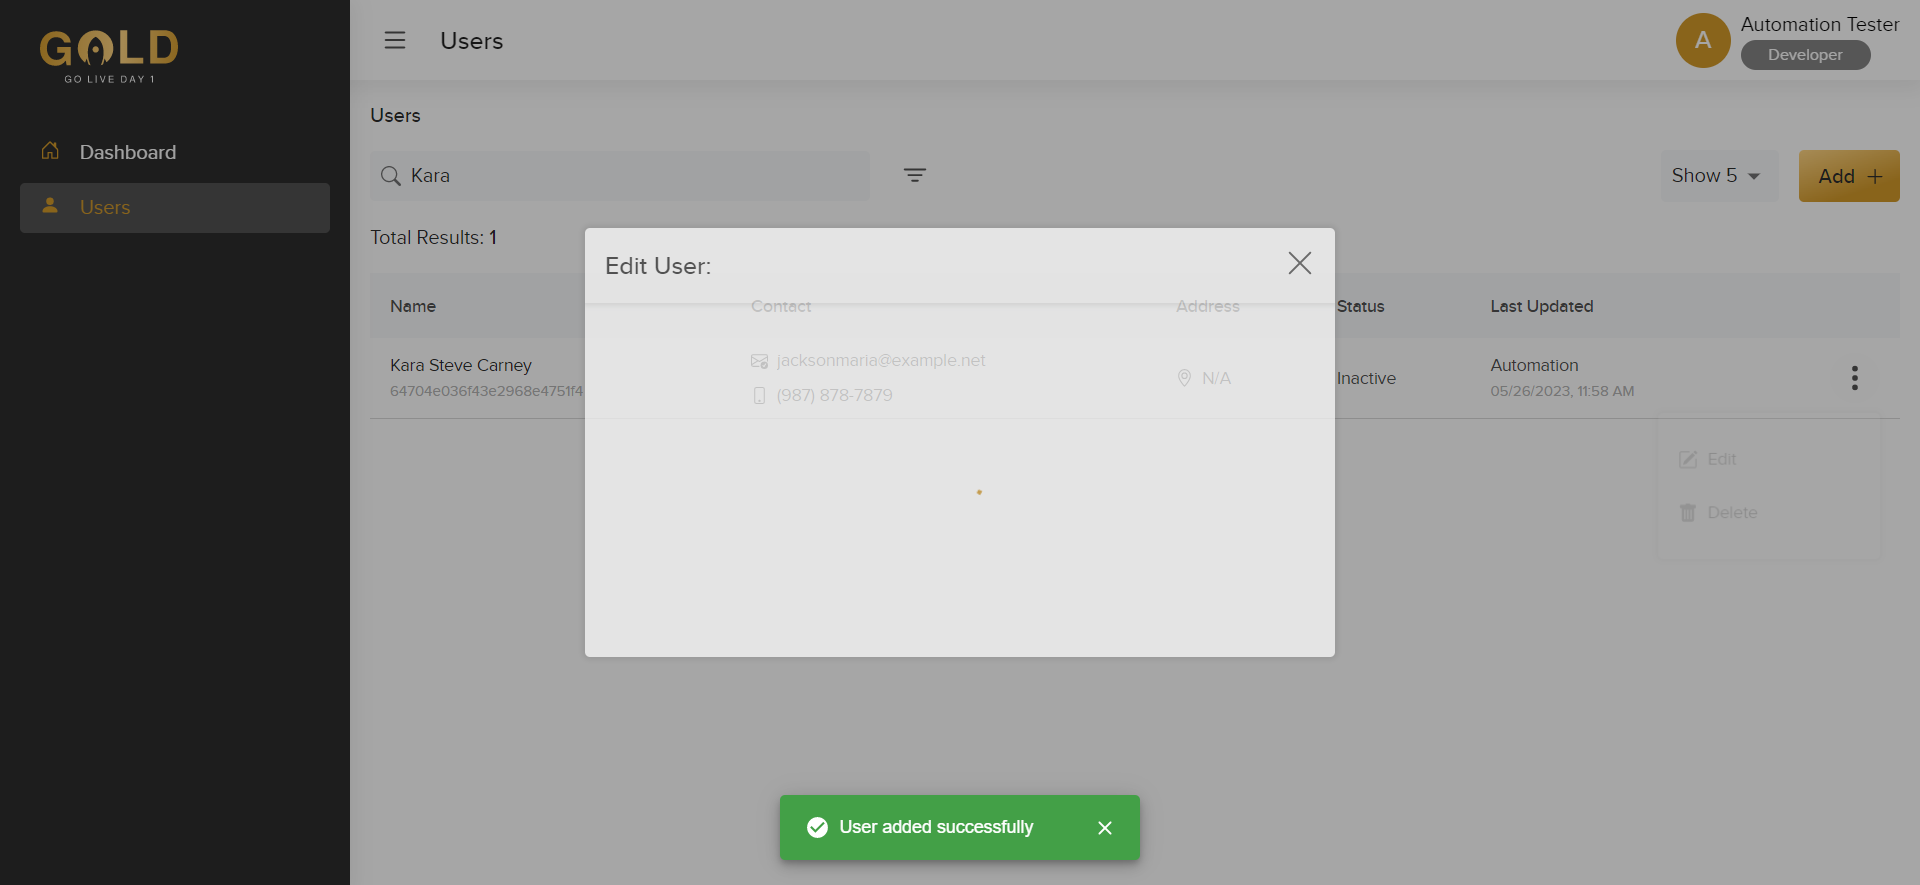 GOLD
GO LIVE DAY 1
Dashboard
Users
Users
A
Automation Tester
Developer
Users
Kara
Show 5
Add
Total Results: 1
Edit User:
Name
Contact
Address
Status
Last Updated
Kara Steve Carney
64704e036f43e2968e4751f4
jacksonmaria@example.net
(987) 878-7879
N/A
Inactive
Automation
05/26/2023, 11:58 AM
Edit
Delete
User added successfully